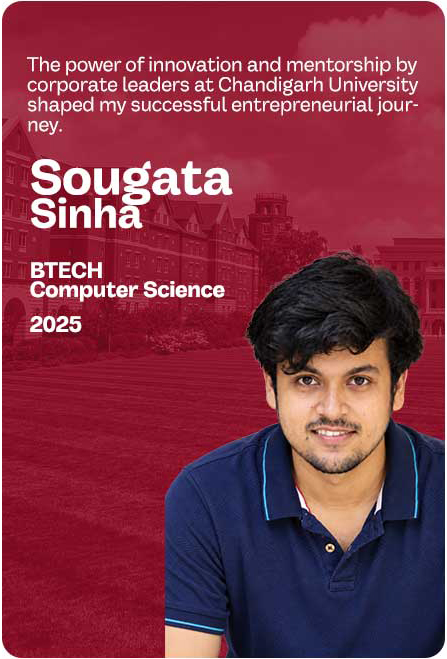 The power of innovation and mentorship by
corporate leaders at Chandigarh University
shaped my successful entrepreneurial jour-
ney.
Sougata
Sinha
BTECH
Computer Science
2025